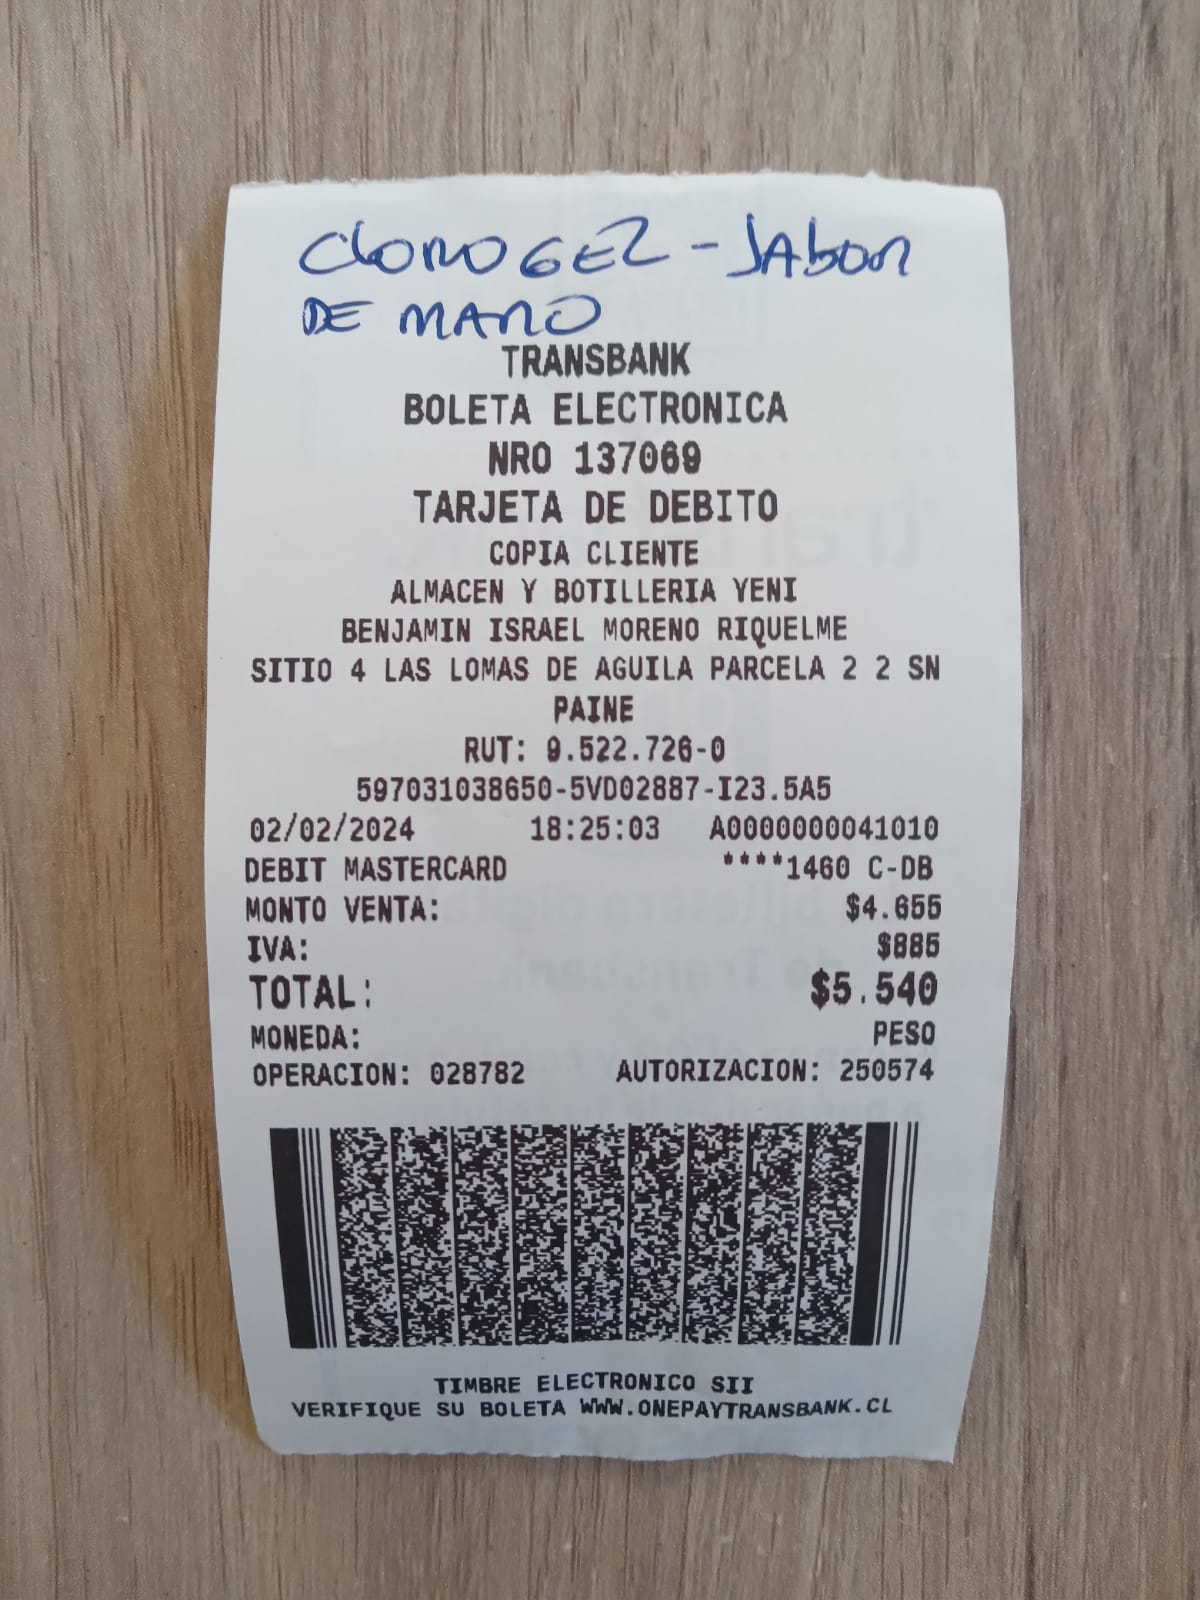 CLORO GEL - JABON
DE MANO
TRANSBANK
BOLETA ELECTRONICA
NRO 137069
TARJETA DE DEBITO
COPIA CLIENTE
ALMACEN Y BOTILLERIA YENI
BENJAMIN ISRAEL MORENO RIQUELME
SITIO 4 LAS LOMAS DE AGUILA PARCELA 2 2 SN
PAINE
RUT: 9.522.726-0
597031038650-5VD02887-I23.5A5
02/02/2024 18:25:03 A0000000041010
DEBIT MASTERCARD ****1460 C-DB
MONTO VENTA: $4.655
IVA: $885
TOTAL: $5.540
MONEDA: PESO
OPERACION: 028782 AUTORIZACION: 250574
TIMBRE ELECTRONICO SII
VERIFIQUE SU BOLETA WWW.ONEPAYTRANSBANK.CL